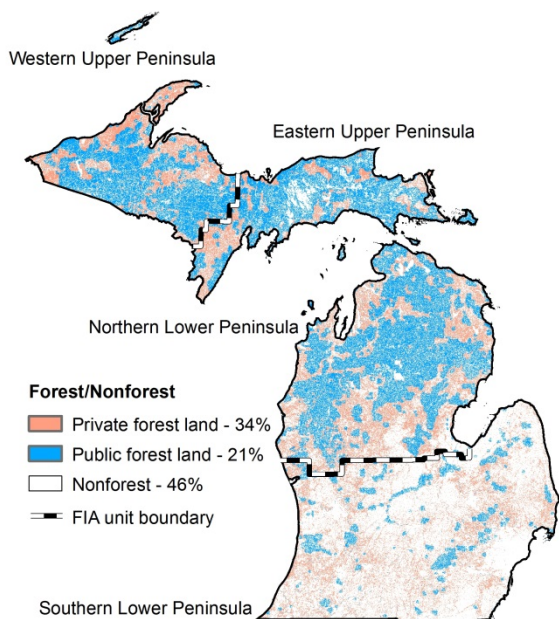 Western Upper Peninsula
Eastern Upper Peninsula
Northern Lower Peninsula
Forest/Nonforest
Private forest land - 34%
Public forest land - 21%
Nonforest - 46%
FIA unit boundary
Southern Lower Peninsula